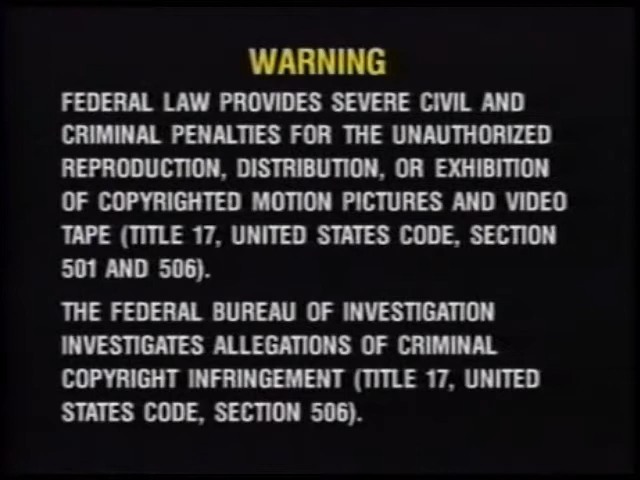 WARNING
FEDERAL LAW PROVIDES SEVERE CIVIL AND
CRIMINAL PENALTIES FOR THE UNAUTHORIZED
REPRODUCTION, DISTRIBUTION, OR EXHIBITION
OF COPYRIGHTED MOTION PICTURES AND VIDEO
TAPE (TITLE 17, UNITED STATES CODE, SECTION
501 AND 506).
THE FEDERAL BUREAU OF INVESTIGATION
INVESTIGATES ALLEGATIONS OF CRIMINAL
COPYRIGHT INFRINGEMENT (TITLE 17, UNITED
STATES CODE, SECTION 506).